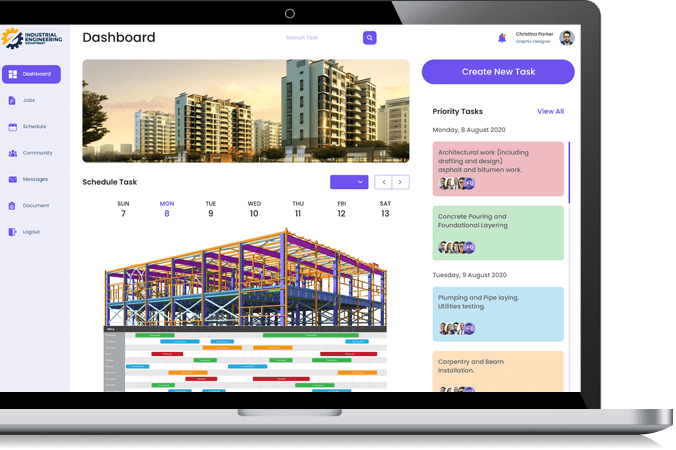 INDUSTRIAL
ENGINEERING
DEPARTMENT
Dashboard
Search Task
Christina Parker
Graphic Designer
Dashboard
Jobs
Schedule
Community
Messages
Document
Logout
Create New Task
Priority Tasks
View All
Monday, 8 August 2020
Architectural work (including
drafting and design)
asphalt and bitumen work.
Concrete Pouring and
Foundational Layering
Tuesday, 9 August 2020
Plumping and Pipe laying.
Utilities testing.
Carpentry and Beam
Installation.
Schedule Task
SUN MON TUE WED THU FRI SAT
7 8 9 10 11 12 13